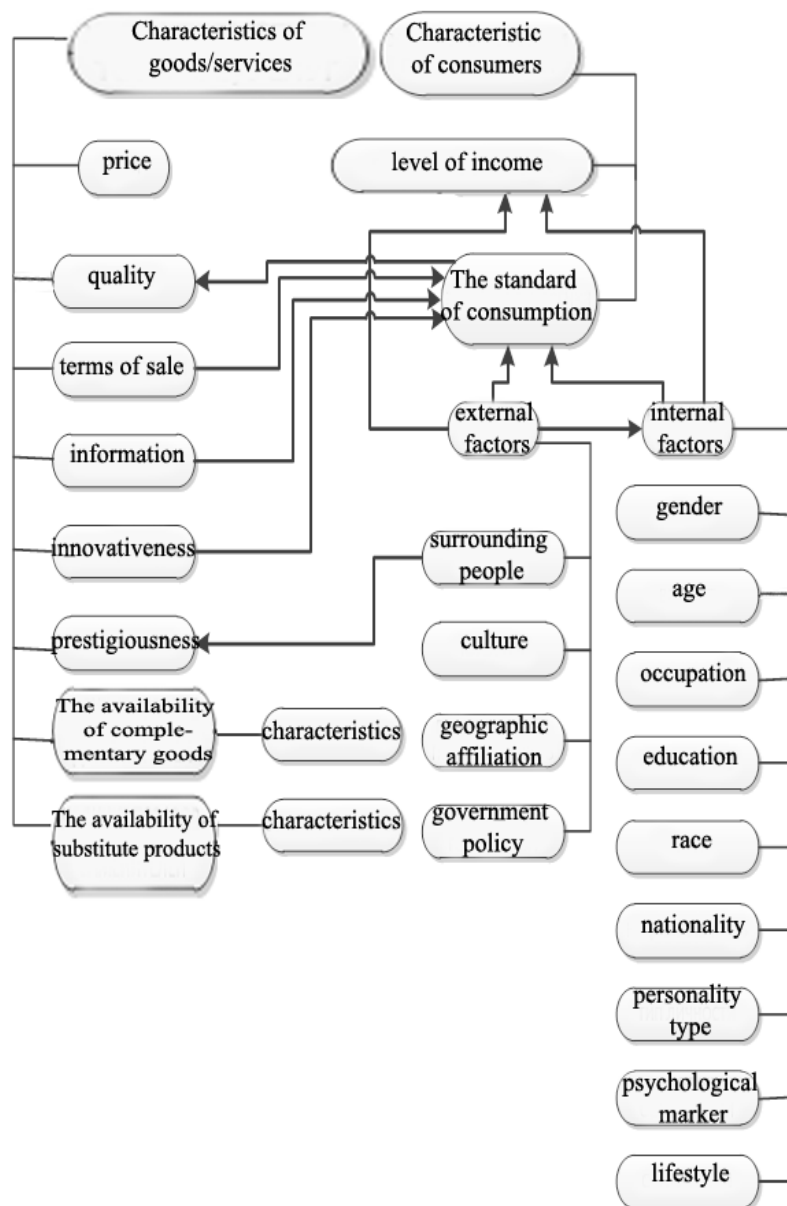 Characteristics of
goods/services
Characteristic
of consumers
price
level of income
quality
The standard
of consumption
terms of sale
external
factors
internal
factors
information
gender
innovativeness
surrounding
people
age
prestigiousness
culture
occupation
The availability
of comple-
mentary goods
characteristics
geographic
affiliation
education
The availability of
substitute products
characteristics
government
policy
race
nationality
personality
type
psychological
marker
lifestyle